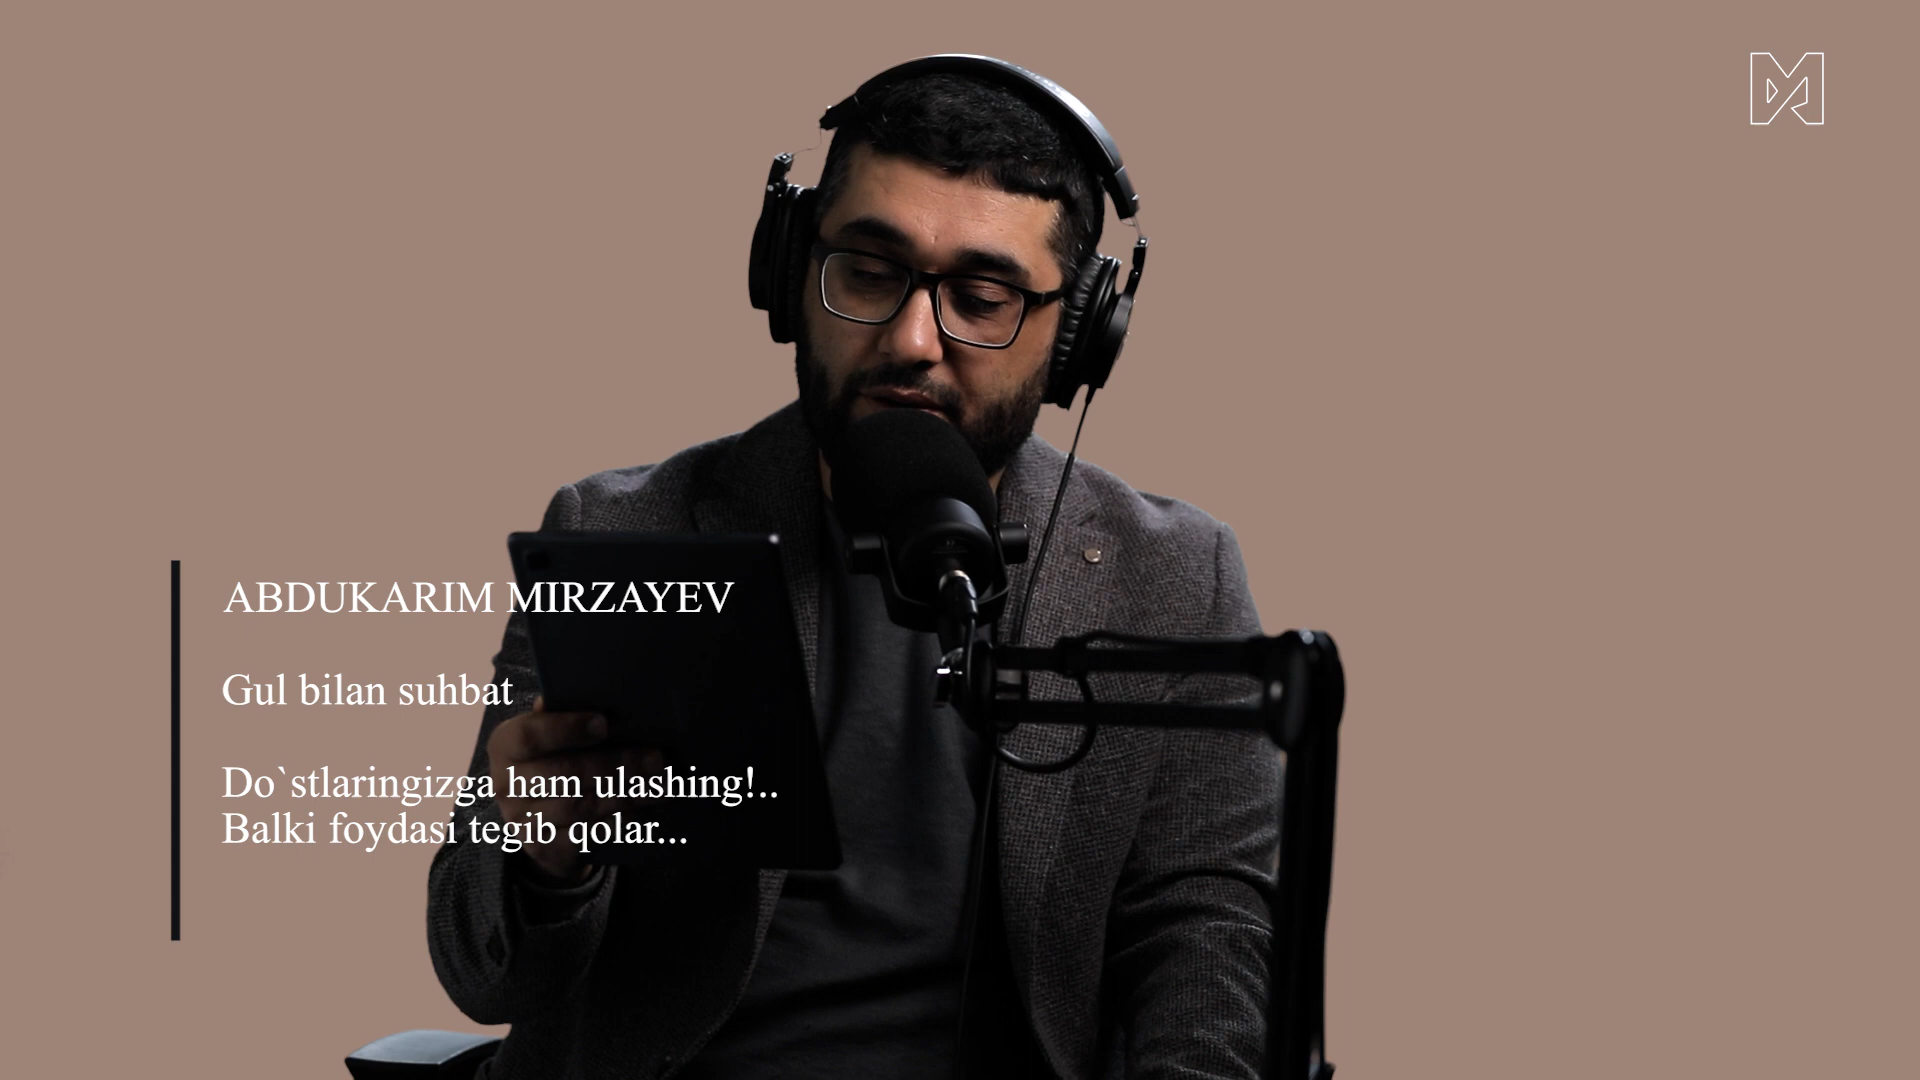 ABDUKARIM MIRZAYEV
Gul bilan suhbat
Do`stlaringizga ham ulashing!..
Balki foydasi tegib qolar...